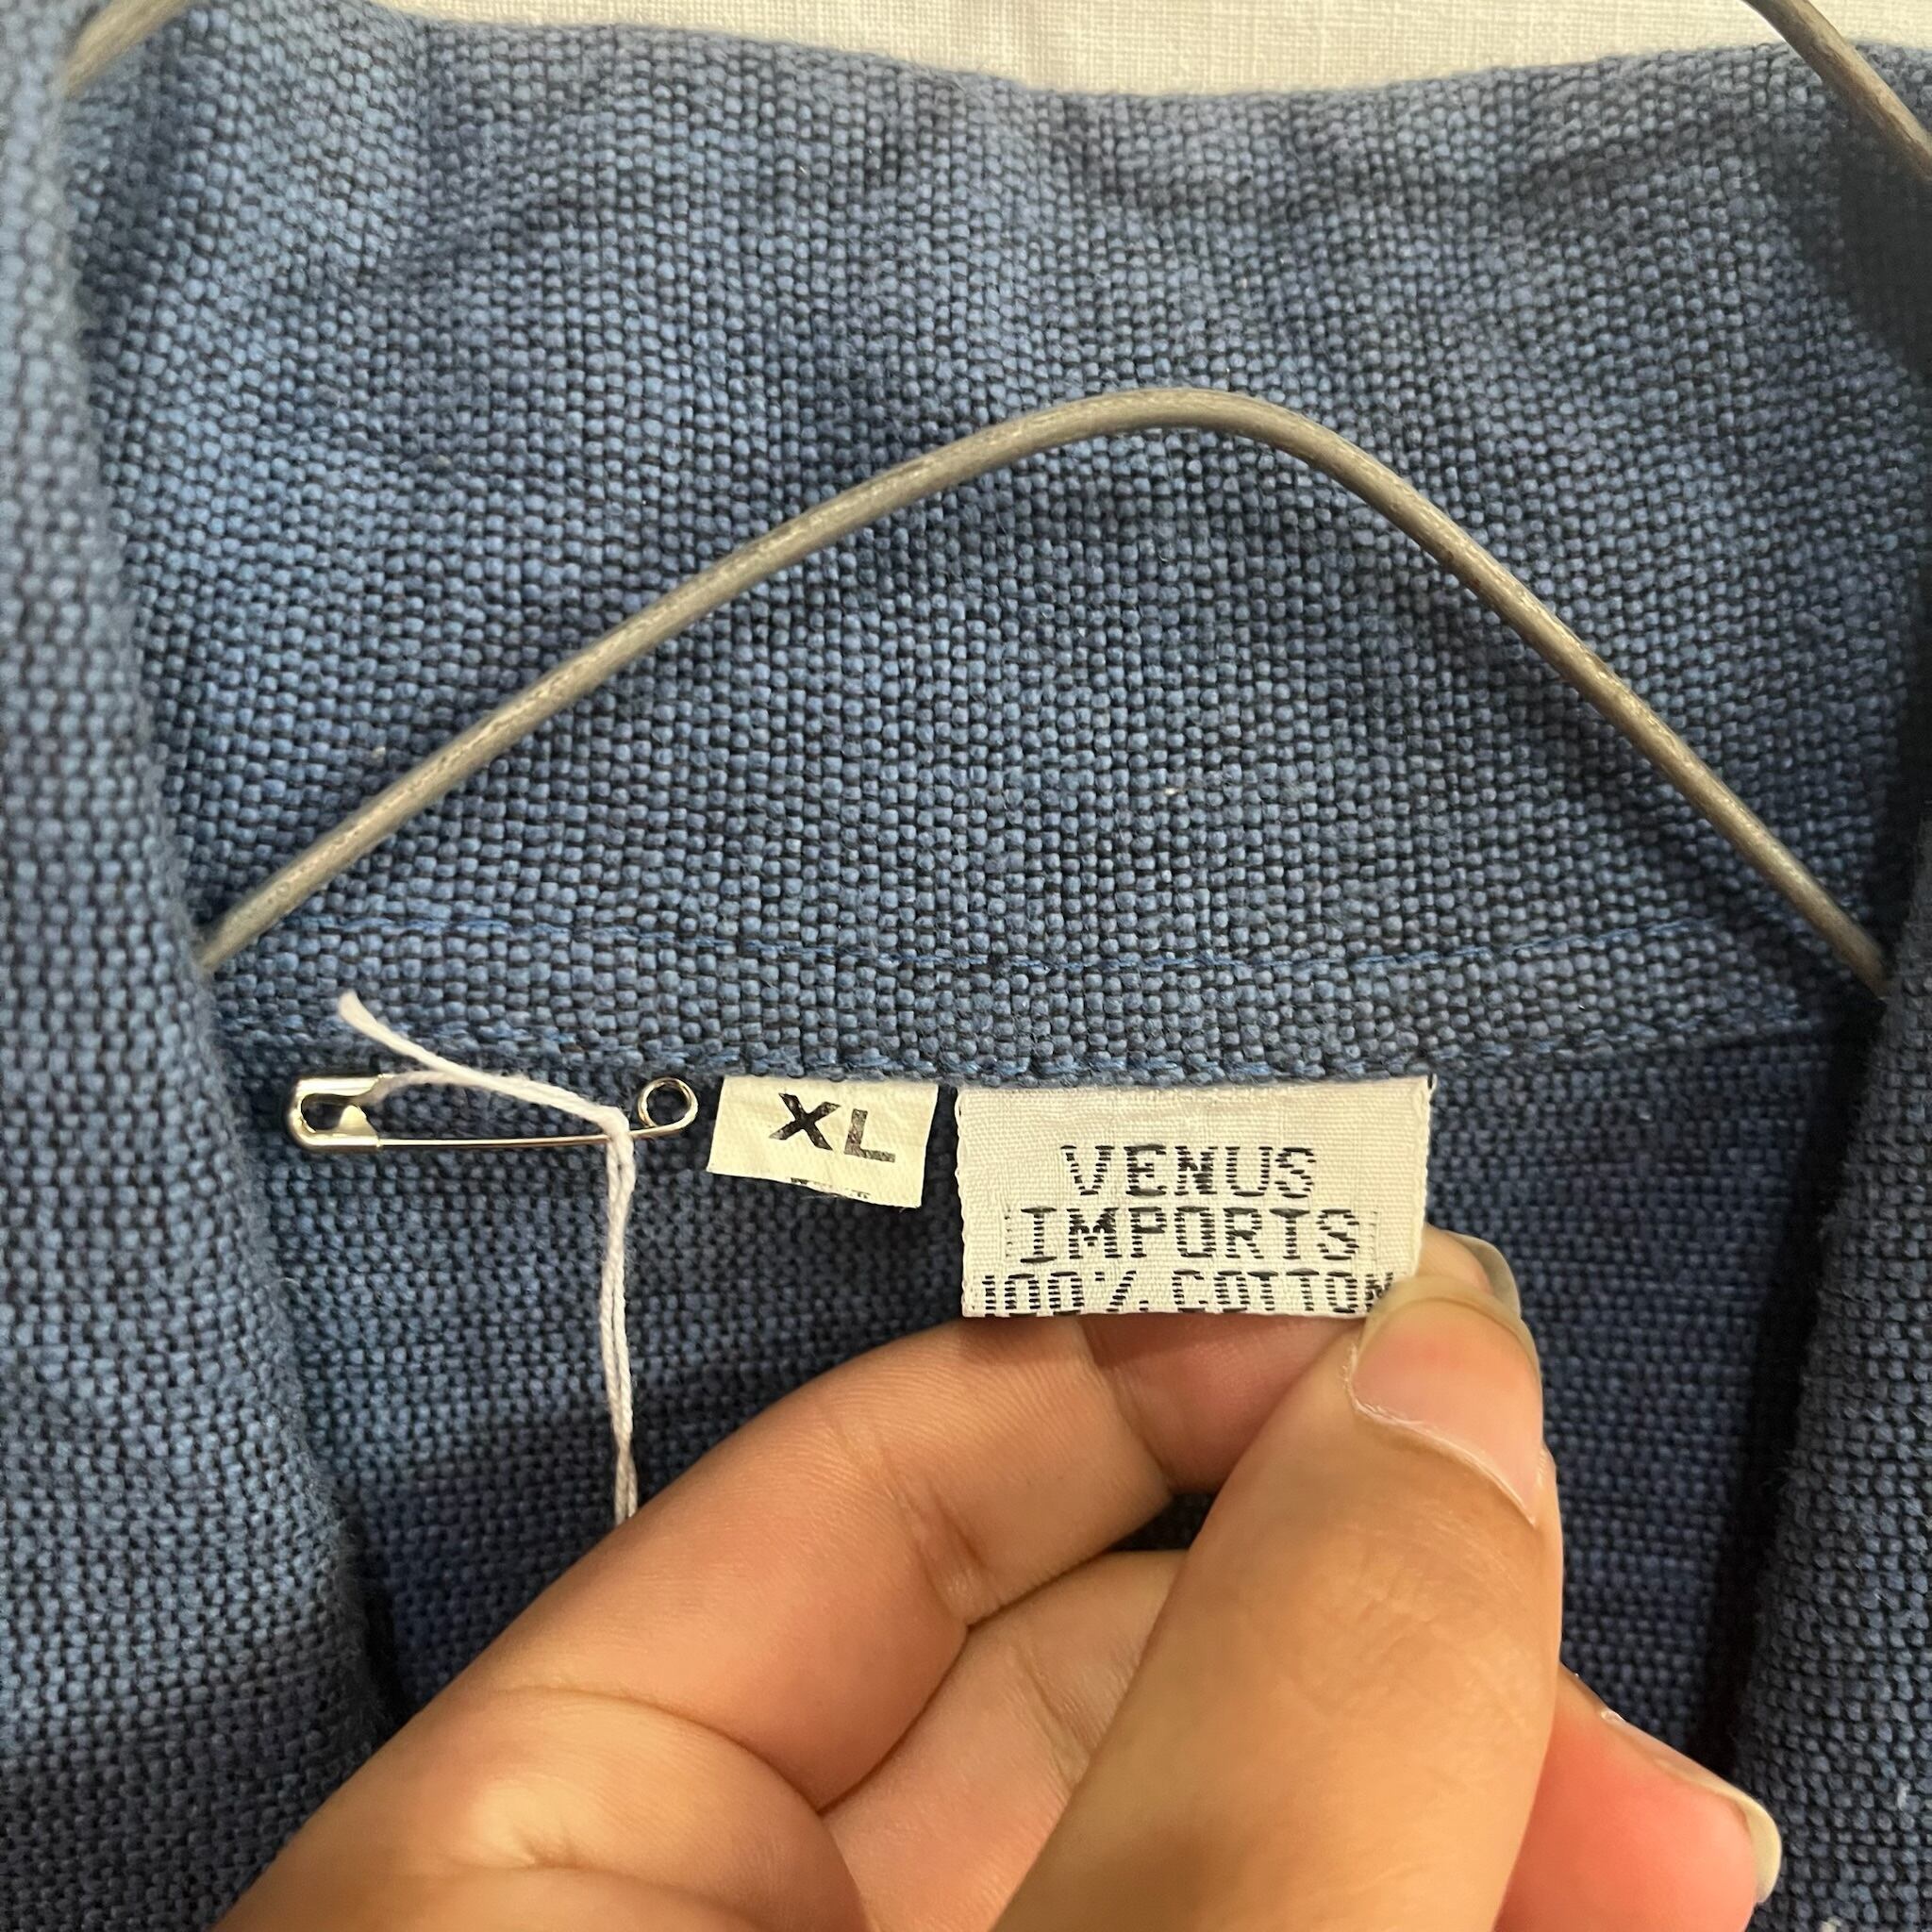 XL
VENUS
IMPORTS
100% COTTON